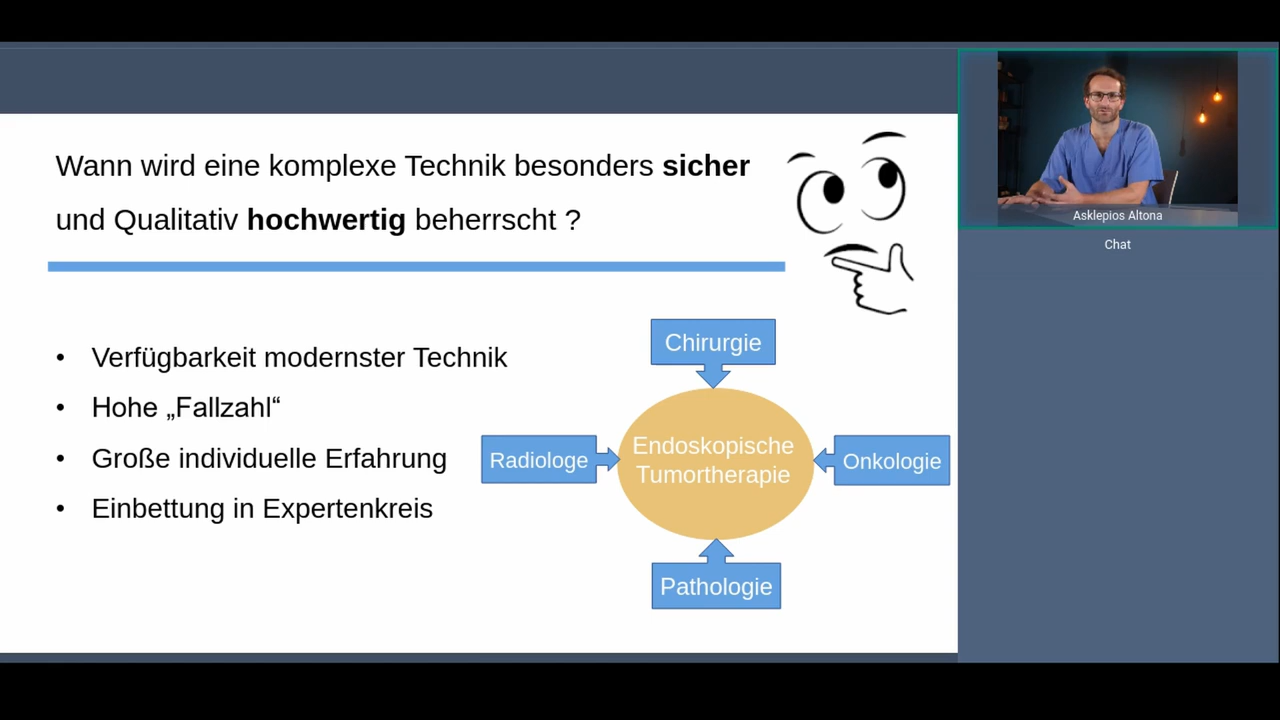 Wann wird eine komplexe Technik besonders sicher
und Qualitativ hochwertig beherrscht ?
• Verfügbarkeit modernster Technik
• Hohe „Fallzahl“
• Große individuelle Erfahrung
• Einbettung in Expertenkreis
Chirurgie
Radiologe
Endoskopische
Tumortherapie
Onkologie
Pathologie
Asklepios Altona
Chat